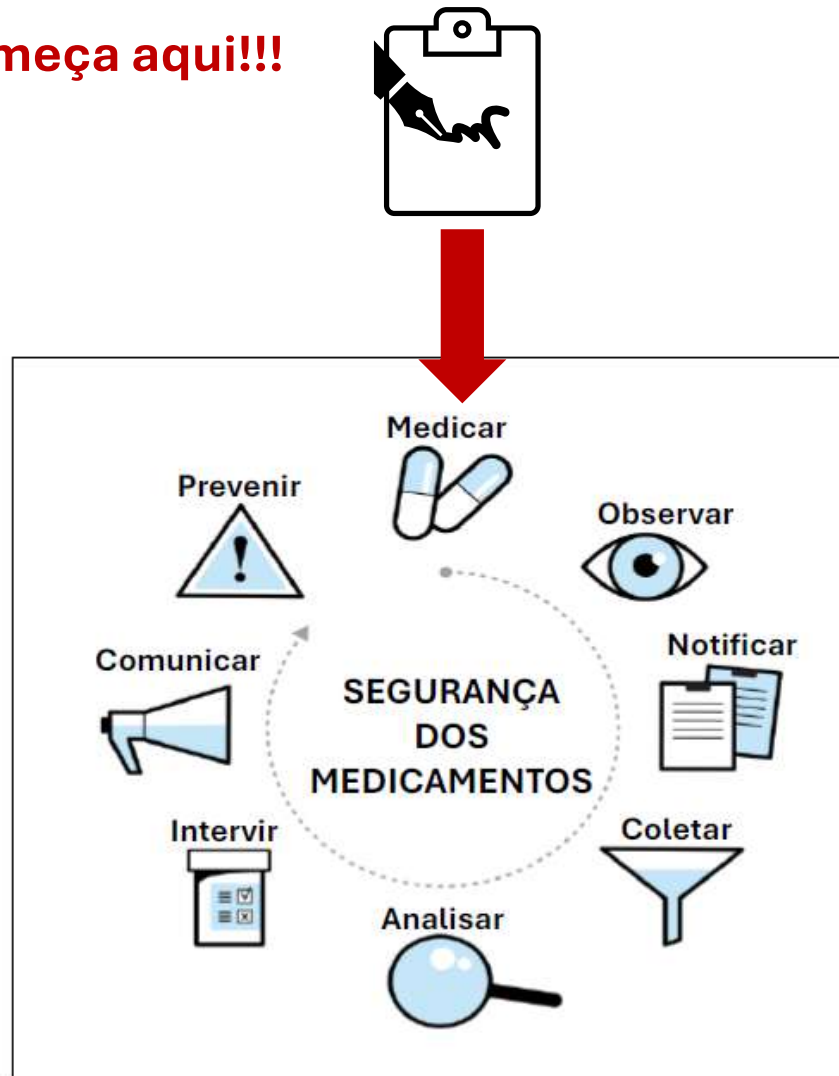 meça aqui!!!
Medicar
Prevenir
Observar
Comunicar
Notificar
SEGURANÇA
DOS
MEDICAMENTOS
Intervir
Coletar
Analisar